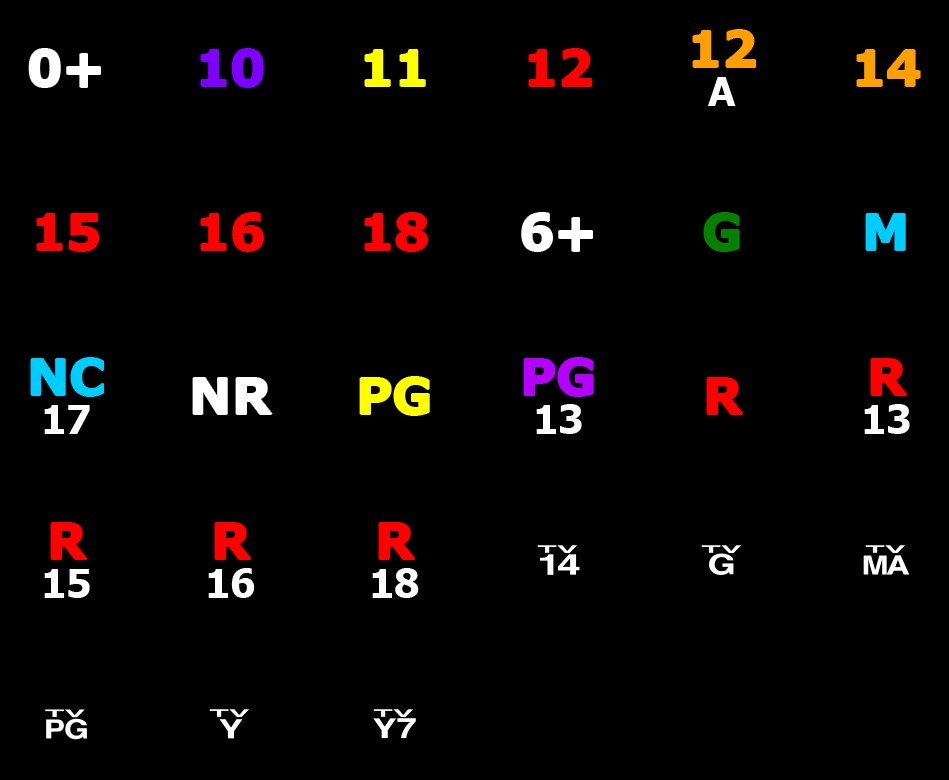 0+ 10 11 12 12 14
A
15 16 18 6+ G M
NC NR PG PG R R
17 13 13
R R R TV TV TV
15 16 18 14 G MA
TV TV TV
PG Y Y7